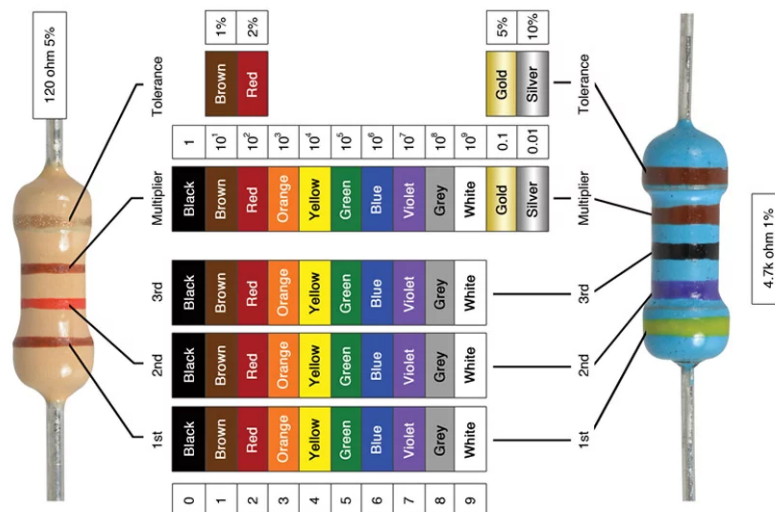 120 ohm 5%
1% 2% 5% 10%
Tolerance Brown Red Gold Silver Tolerance
1 10¹ 10² 10³ 10⁴ 10⁵ 10⁶ 10⁷ 10⁸ 10⁹ 0.1 0.01
Multiplier Black Brown Red Orange Yellow Green Blue Violet Grey White Gold Silver Multiplier
3rd Black Brown Red Orange Yellow Green Blue Violet Grey White 3rd
2nd Black Brown Red Orange Yellow Green Blue Violet Grey White 2nd
1st Black Brown Red Orange Yellow Green Blue Violet Grey White 1st
0 1 2 3 4 5 6 7 8 9
4.7k ohm 1%